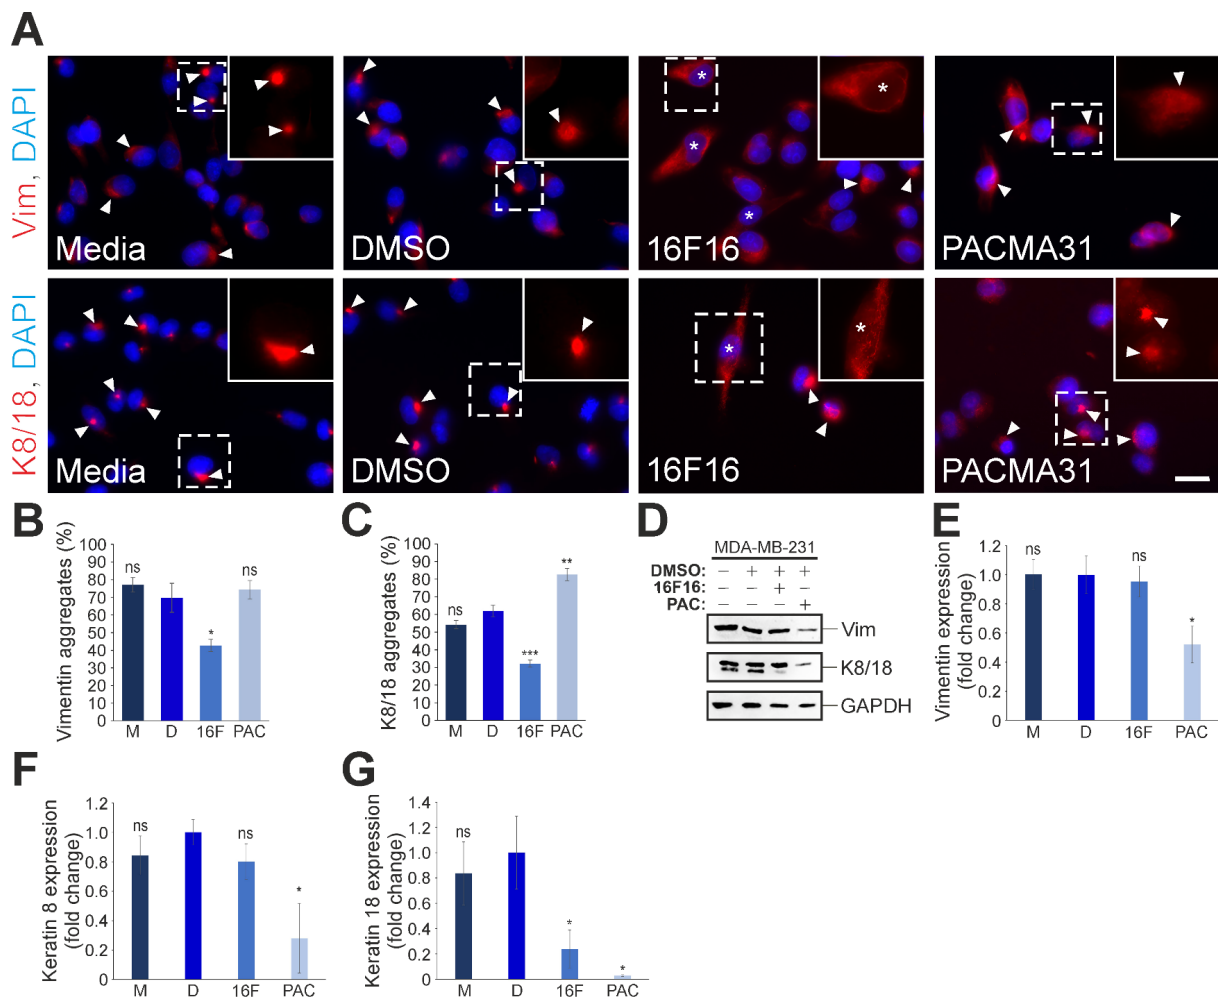 A
Vim, DAPI
Media
DMSO
16F16
PACMA31
K8/18, DAPI
Media
DMSO
16F16
PACMA31
B
Vimentin aggregates (%)
100
90
80
70
60
50
40
30
20
10
0
ns
*
ns
M D 16F PAC
C
K8/18 aggregates (%)
100
90
80
70
60
50
40
30
20
10
0
ns
***
**
M D 16F PAC
D
MDA-MB-231
DMSO: – + + +
16F16: – – + –
PAC: – – – +
Vim
K8/18
GAPDH
E
Vimentin expression
(fold change)
1.2
1.0
0.8
0.6
0.4
0.2
0
ns
ns
*
M D 16F PAC
F
Keratin 8 expression
(fold change)
1.2
1.0
0.8
0.6
0.4
0.2
0
ns
ns
*
M D 16F PAC
G
Keratin 18 expression
(fold change)
1.4
1.2
1.0
0.8
0.6
0.4
0.2
0
ns
*
*
M D 16F PAC